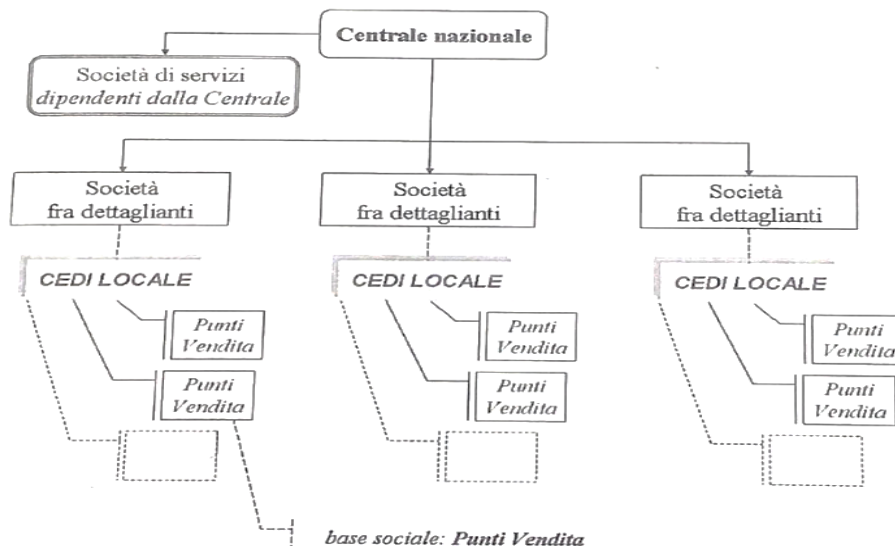 Centrale nazionale
Società di servizi
dipendenti dalla Centrale
Società
fra dettaglianti
Società
fra dettaglianti
Società
fra dettaglianti
CEDI LOCALE
CEDI LOCALE
CEDI LOCALE
Punti
Vendita
Punti
Vendita
Punti
Vendita
Punti
Vendita
Punti
Vendita
Punti
Vendita
base sociale: Punti Vendita